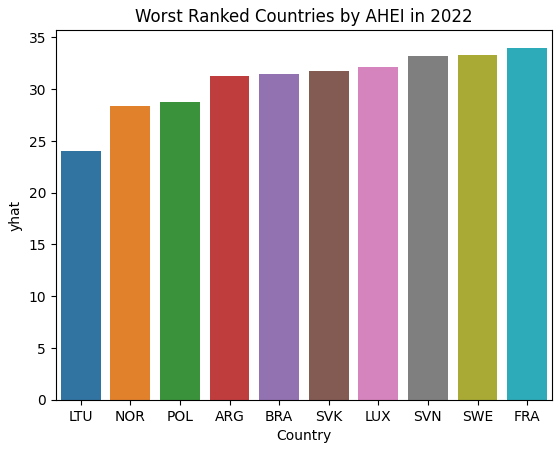 Worst Ranked Countries by AHEI in 2022
35
30
25
20
15
10
5
0
yhat
LTU NOR POL ARG BRA SVK LUX SVN SWE FRA
Country